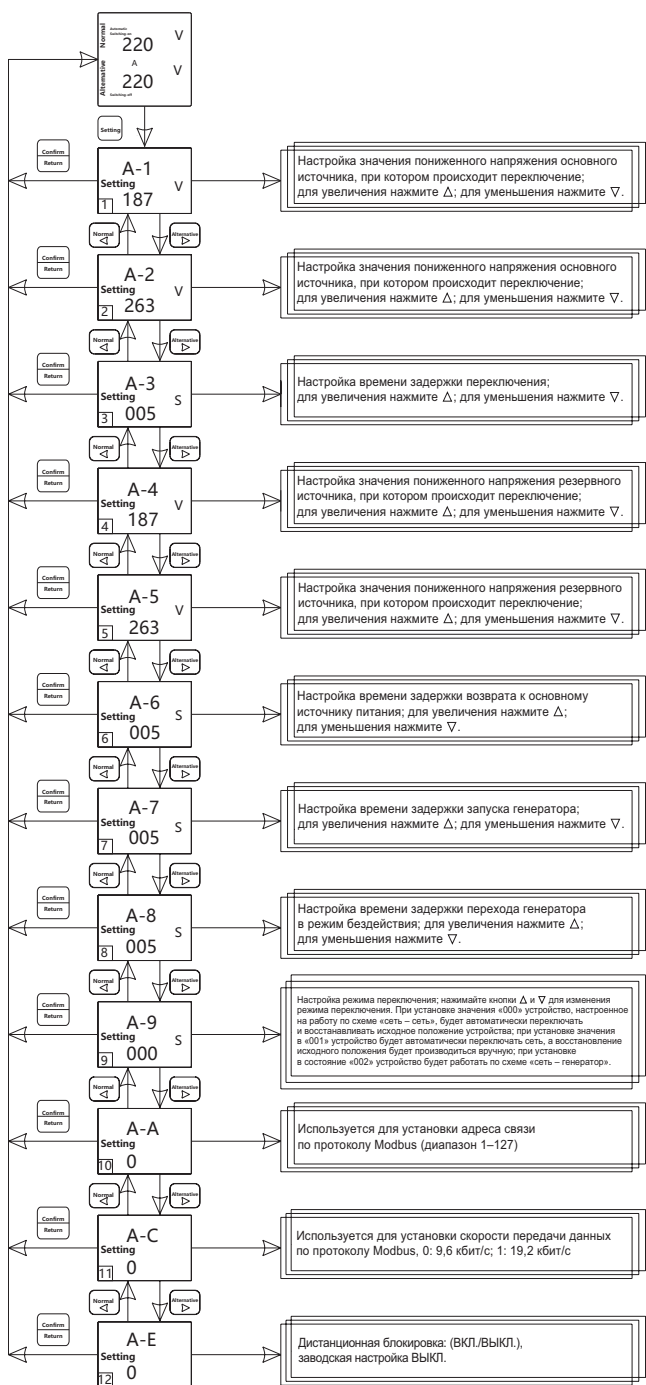 Normal
Automatic
Switching on
220 V
A
Alternative
220 V
Switching off
Setting
Confirm
Return
A-1
Setting V
1 187
Настройка значения пониженного напряжения основного
источника, при котором происходит переключение;
для увеличения нажмите △; для уменьшения нажмите ▽.
Normal
◁
Alternative
▷
Confirm
Return
A-2
Setting V
2 263
Настройка значения пониженного напряжения основного
источника, при котором происходит переключение;
для увеличения нажмите △; для уменьшения нажмите ▽.
Normal
◁
Alternative
▷
Confirm
Return
A-3
Setting S
3 005
Настройка времени задержки переключения;
для увеличения нажмите △; для уменьшения нажмите ▽.
Normal
◁
Alternative
▷
Confirm
Return
A-4
Setting V
4 187
Настройка значения пониженного напряжения резервного
источника, при котором происходит переключение;
для увеличения нажмите △; для уменьшения нажмите ▽.
Normal
◁
Alternative
▷
Confirm
Return
A-5
Setting V
5 263
Настройка значения пониженного напряжения резервного
источника, при котором происходит переключение;
для увеличения нажмите △; для уменьшения нажмите ▽.
Normal
◁
Alternative
▷
Confirm
Return
A-6
Setting S
6 005
Настройка времени задержки возврата к основному
источнику питания; для увеличения нажмите △;
для уменьшения нажмите ▽.
Normal
◁
Alternative
▷
Confirm
Return
A-7
Setting S
7 005
Настройка времени задержки запуска генератора;
для увеличения нажмите △; для уменьшения нажмите ▽.
Normal
◁
Alternative
▷
Confirm
Return
A-8
Setting S
8 005
Настройка времени задержки перехода генератора
в режим бездействия; для увеличения нажмите △;
для уменьшения нажмите ▽.
Normal
◁
Alternative
▷
Confirm
Return
A-9
Setting S
9 000
Настройка режима переключения; нажимайте кнопки △ и ▽ для изменения
режима переключения. При установке значения «000» устройство, настроенное
на работу по схеме «сеть – сеть», будет автоматически переключать
и восстанавливать исходное положение устройства; при установке значения
в «001» устройство будет автоматически переключать сеть, а восстановление
исходного положения будет производиться вручную; при установке
в состояние «002» устройство будет работать по схеме «сеть – генератор».
Normal
◁
Alternative
▷
Confirm
Return
A-A
Setting
10 0
Используется для установки адреса связи
по протоколу Modbus (диапазон 1–127)
Normal
◁
Alternative
▷
Confirm
Return
A-C
Setting
11 0
Используется для установки скорости передачи данных
по протоколу Modbus, 0: 9,6 кбит/с; 1: 19,2 кбит/с
Normal
◁
Alternative
▷
Confirm
Return
A-E
Setting
12 0
Дистанционная блокировка: (ВКЛ./ВЫКЛ.),
заводская настройка ВЫКЛ.